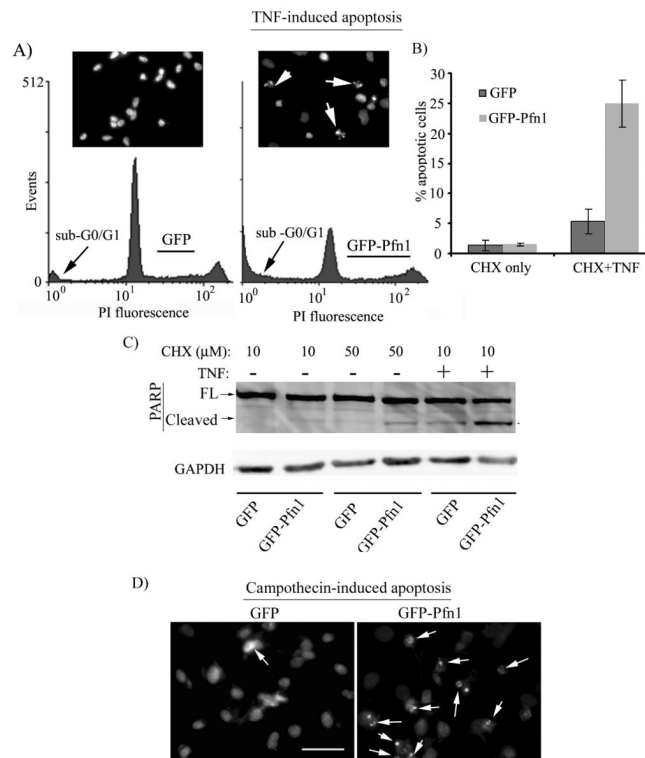 TNF-induced apoptosis
A)
512
Events
0
sub-G0/G1
GFP
10^0
10^1
10^2
PI fluorescence
sub -G0/G1
GFP-Pfn1
10^0
10^1
10^2
PI fluorescence
B)
% apoptotic cells
30
25
20
15
10
5
0
GFP
GFP-Pfn1
CHX only
CHX+TNF
C)
CHX (µM): 10 10 50 50 10 10
TNF: - - - - + +
PARP
FL
Cleaved
GAPDH
GFP
GFP-Pfn1
GFP
GFP-Pfn1
GFP
GFP-Pfn1
D)
Campothecin-induced apoptosis
GFP
GFP-Pfn1